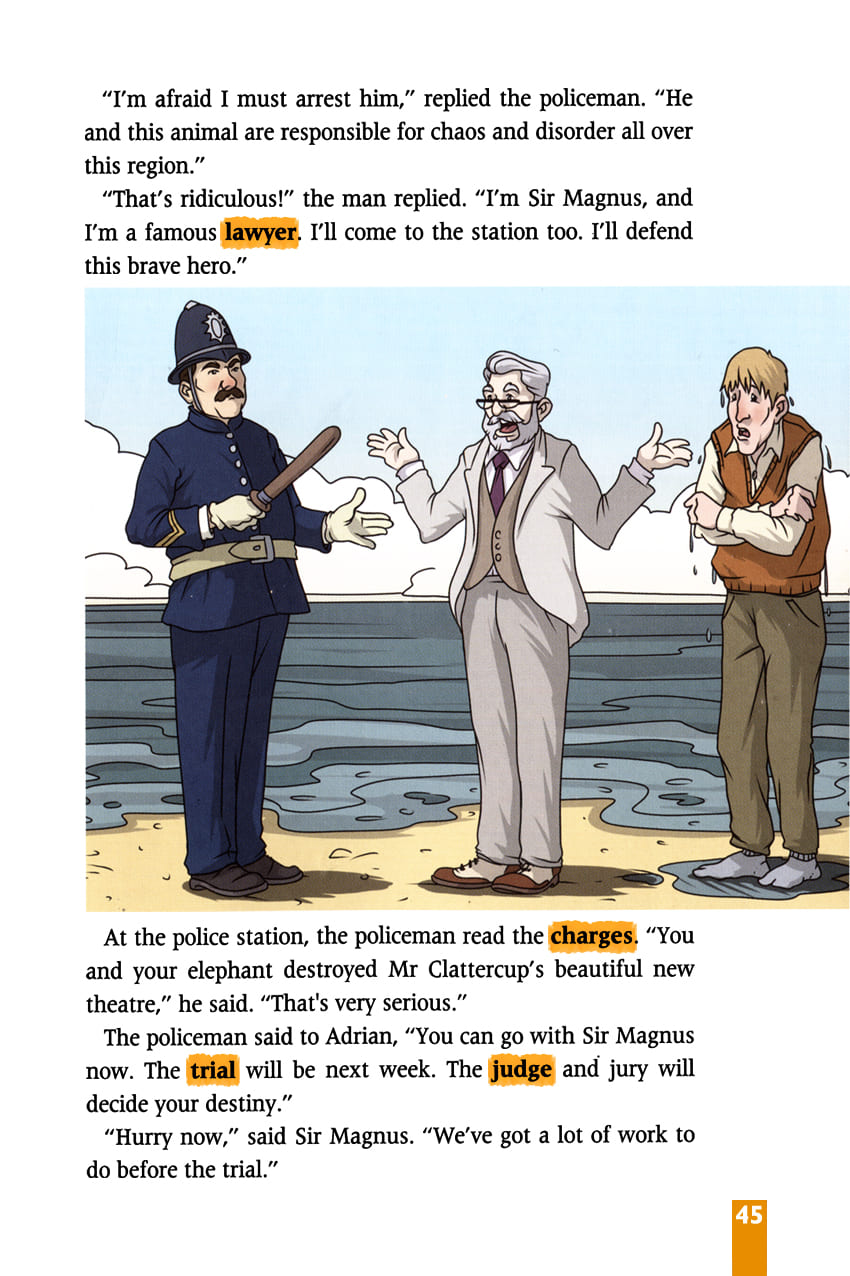 “I’m afraid I must arrest him,” replied the policeman. “He
and this animal are responsible for chaos and disorder all over
this region.”
“That’s ridiculous!” the man replied. “I’m Sir Magnus, and
I’m a famous lawyer. I’ll come to the station too. I’ll defend
this brave hero.”
At the police station, the policeman read the charges. “You
and your elephant destroyed Mr Clattercup’s beautiful new
theatre,” he said. “That's very serious.”
The policeman said to Adrian, “You can go with Sir Magnus
now. The trial will be next week. The judge and jury will
decide your destiny.”
“Hurry now,” said Sir Magnus. “We’ve got a lot of work to
do before the trial.”
45